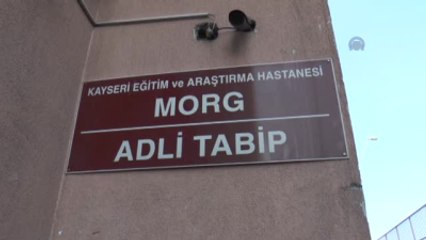 KAYSERİ EĞİTİM ve ARAŞTIRMA HASTANESİ
MORG
ADLİ TABİP